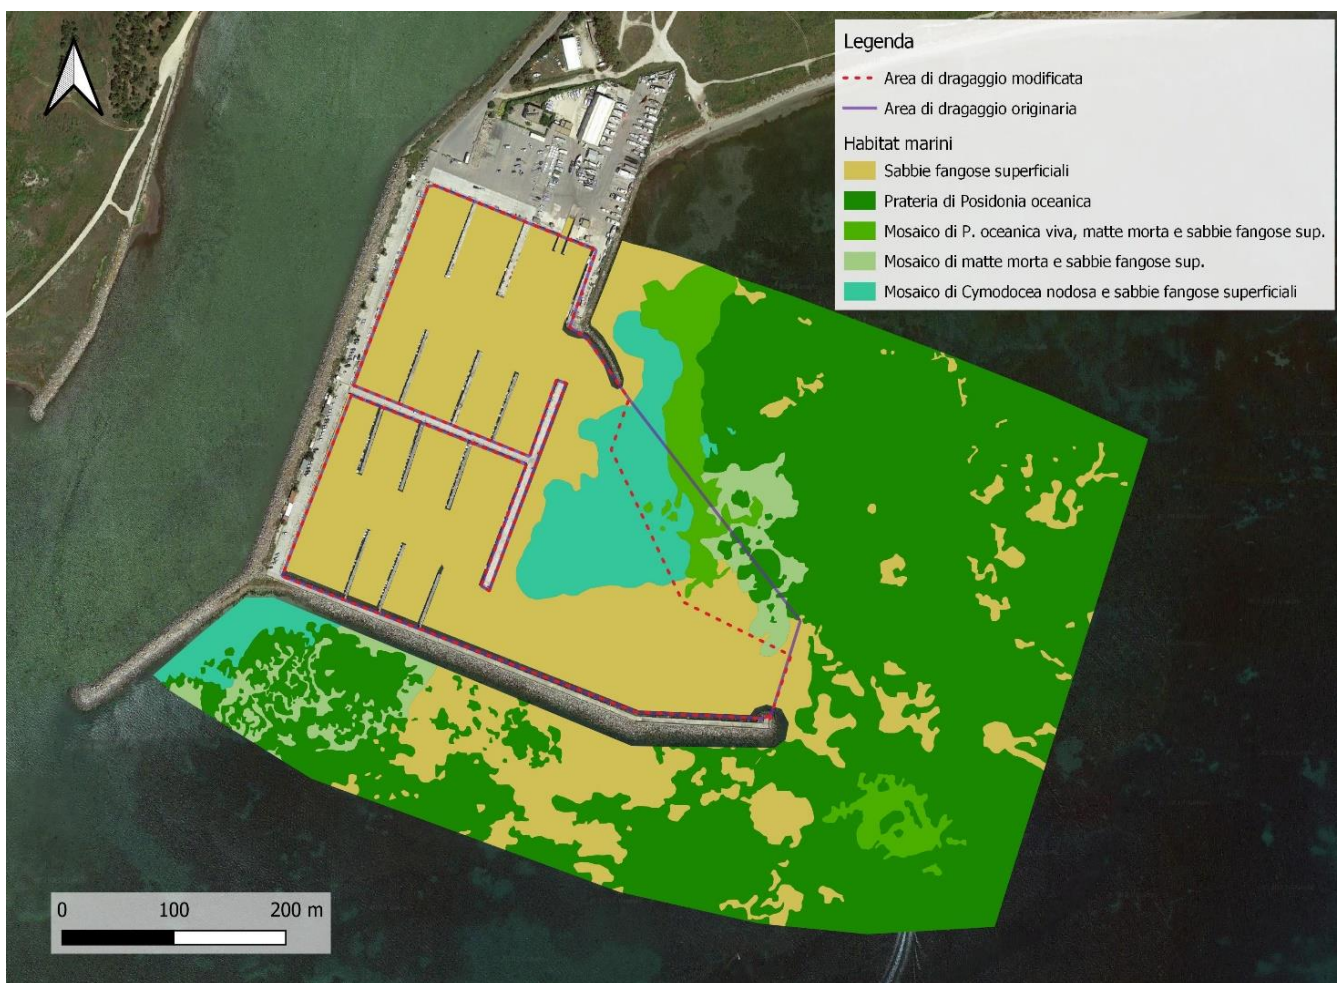 Legenda
Area di dragaggio modificata
Area di dragaggio originaria
Habitat marini
Sabbie fangose superficiali
Prateria di Posidonia oceanica
Mosaico di P. oceanica viva, matte morta e sabbie fangose sup.
Mosaico di matte morta e sabbie fangose sup.
Mosaico di Cymodocea nodosa e sabbie fangose superficiali
0 100 200 m